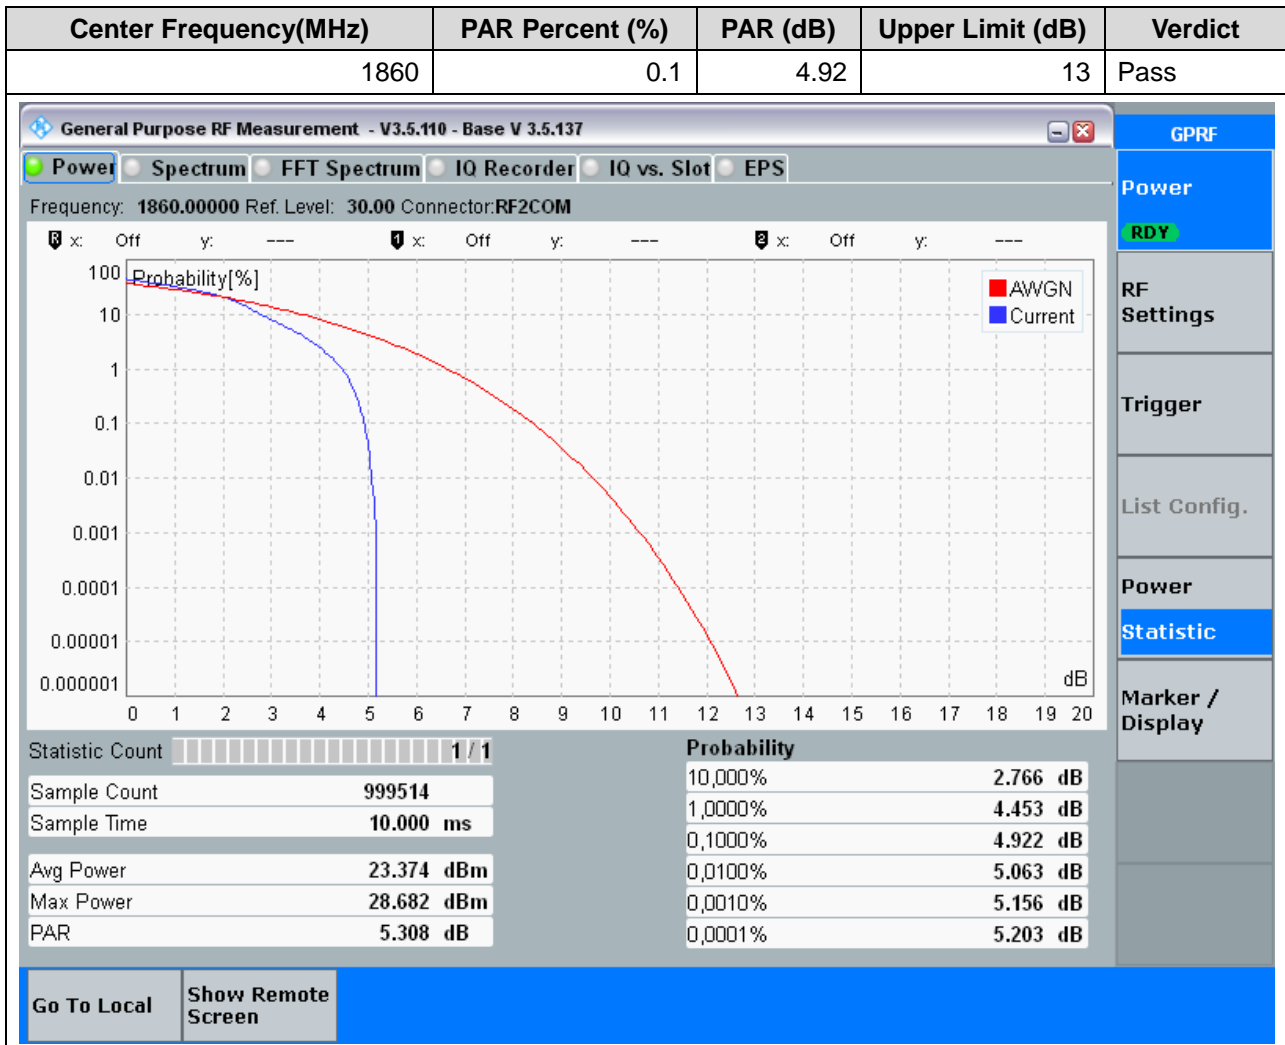 Center Frequency(MHz) PAR Percent (%) PAR (dB) Upper Limit (dB) Verdict
1860 0.1 4.92 13 Pass
General Purpose RF Measurement - V3.5.110 - Base V 3.5.137
GPRF
Power Spectrum FFT Spectrum IQ Recorder IQ vs. Slot EPS
Power
RDY
Frequency: 1860.00000 Ref. Level: 30.00 Connector:RF2COM
R x: Off y: --- 1 x: Off y: --- 2 x: Off y: ---
Probability[%]
AWGN
Current
100
10
1
0.1
0.01
0.001
0.0001
0.00001
0.000001
dB
0 1 2 3 4 5 6 7 8 9 10 11 12 13 14 15 16 17 18 19 20
RF
Settings
Trigger
List Config.
Power
Statistic
Marker /
Display
Statistic Count 1 / 1
Sample Count 999514
Sample Time 10.000 ms
Avg Power 23.374 dBm
Max Power 28.682 dBm
PAR 5.308 dB
Probability
10,000% 2.766 dB
1,0000% 4.453 dB
0,1000% 4.922 dB
0,0100% 5.063 dB
0,0010% 5.156 dB
0,0001% 5.203 dB
Go To Local
Show Remote
Screen